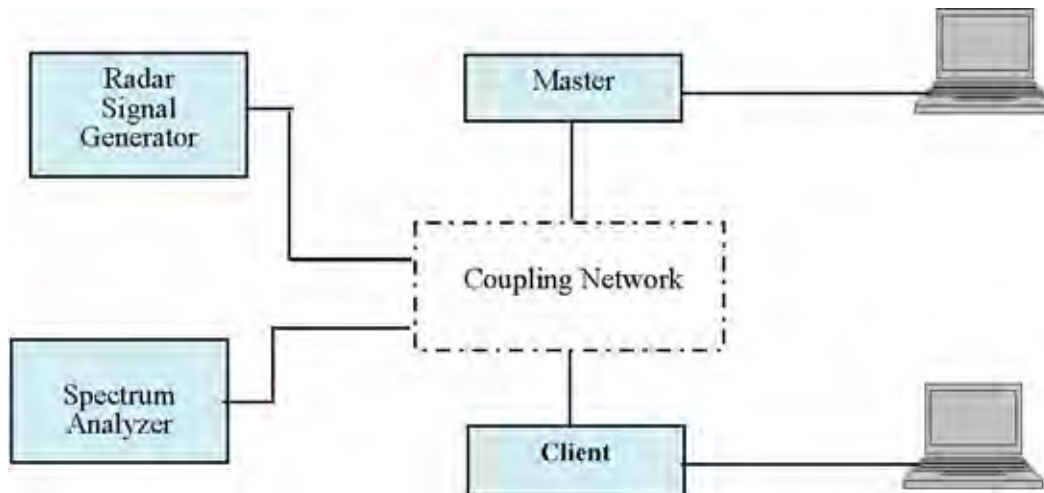 Radar
Signal
Generator
Master
Coupling Network
Spectrum
Analyzer
Client